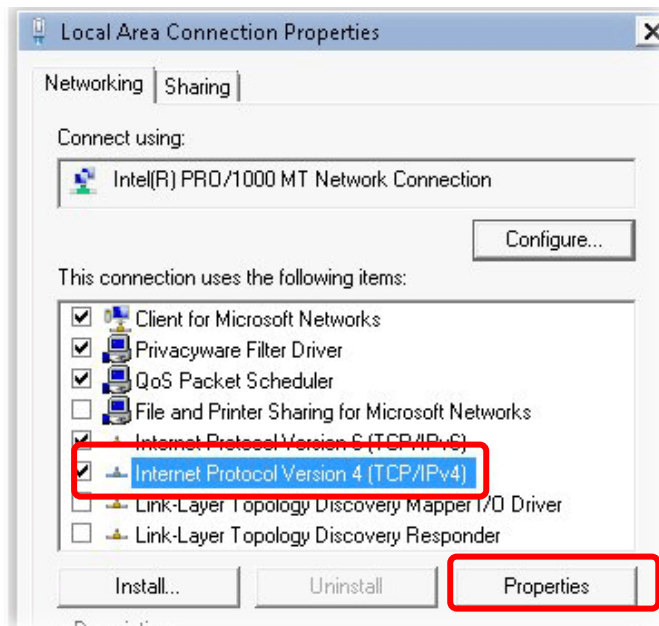 Local Area Connection Properties
Networking
Sharing
Connect using:
Intel(R) PRO/1000 MT Network Connection
Configure...
This connection uses the following items:
Client for Microsoft Networks
Privacyware Filter Driver
QoS Packet Scheduler
File and Printer Sharing for Microsoft Networks
Internet Protocol Version 6 (TCP/IPv6)
Internet Protocol Version 4 (TCP/IPv4)
Link-Layer Topology Discovery Mapper I/O Driver
Link-Layer Topology Discovery Responder
Install...
Uninstall
Properties